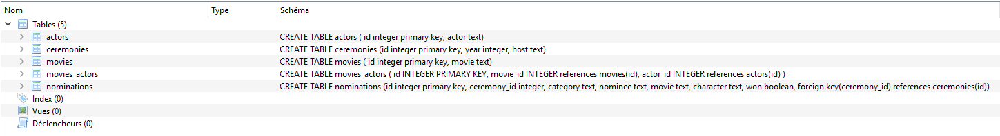 Nom Type Schéma
Tables (5)
actors CREATE TABLE actors ( id integer primary key, actor text)
ceremonies CREATE TABLE ceremonies (id integer primary key, year integer, host text)
movies CREATE TABLE movies ( id integer primary key, movie text)
movies_actors CREATE TABLE movies_actors ( id INTEGER PRIMARY KEY, movie_id INTEGER references movies(id), actor_id INTEGER references actors(id) )
nominations CREATE TABLE nominations (id integer primary key, ceremony_id integer, category text, nominee text, movie text, character text, won boolean, foreign key(ceremony_id) references ceremonies(id))
Index (0)
Vues (0)
Déclencheurs (0)